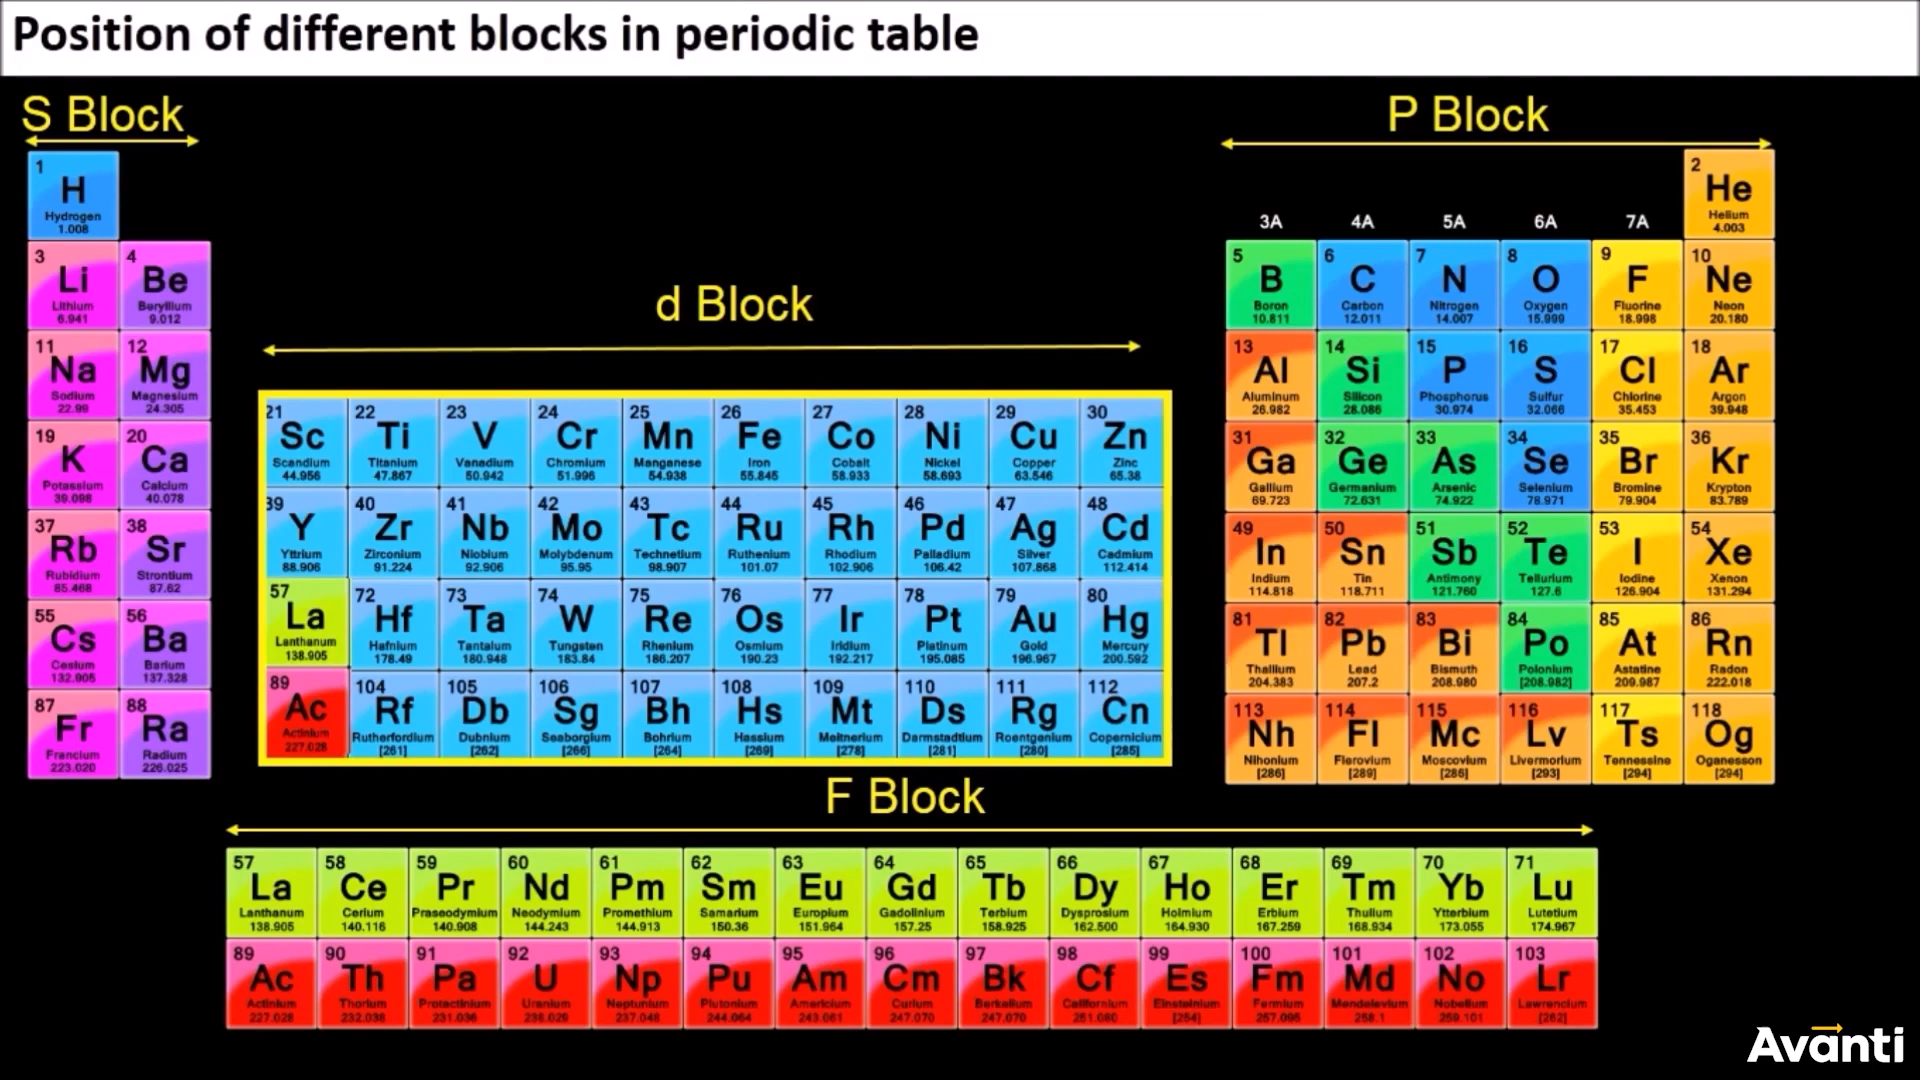 Position of different blocks in periodic table
S Block
P Block
1
H
Hydrogen
1.008
2
He
Helium
4.003
3A 4A 5A 6A 7A
3 4
Li Be
Lithium Beryllium
6.941 9.012
5 6 7 8 9 10
B C N O F Ne
Boron Carbon Nitrogen Oxygen Fluorine Neon
10.811 12.011 14.007 15.999 18.998 20.180
d Block
11 12
Na Mg
Sodium Magnesium
22.99 24.305
13 14 15 16 17 18
Al Si P S Cl Ar
Aluminum Silicon Phosphorus Sulfur Chlorine Argon
26.982 28.086 30.974 32.066 35.453 39.948
19 20
K Ca
Potassium Calcium
39.098 40.078
21 22 23 24 25 26 27 28 29 30
Sc Ti V Cr Mn Fe Co Ni Cu Zn
Scandium Titanium Vanadium Chromium Manganese Iron Cobalt Nickel Copper Zinc
44.956 47.867 50.942 51.996 54.938 55.845 58.933 58.693 63.546 65.38
31 32 33 34 35 36
Ga Ge As Se Br Kr
Gallium Germanium Arsenic Selenium Bromine Krypton
69.723 72.631 74.922 78.971 79.904 83.789
37 38
Rb Sr
Rubidium Strontium
85.468 87.62
39 40 41 42 43 44 45 46 47 48
Y Zr Nb Mo Tc Ru Rh Pd Ag Cd
Yttrium Zirconium Niobium Molybdenum Technetium Ruthenium Rhodium Palladium Silver Cadmium
88.906 91.224 92.906 95.95 98.907 101.07 102.906 106.42 107.868 112.414
49 50 51 52 53 54
In Sn Sb Te I Xe
Indium Tin Antimony Tellurium Iodine Xenon
114.818 118.711 121.760 127.6 126.904 131.294
55 56
Cs Ba
Cesium Barium
132.905 137.328
57 72 73 74 75 76 77 78 79 80
La Hf Ta W Re Os Ir Pt Au Hg
Lanthanum Hafnium Tantalum Tungsten Rhenium Osmium Iridium Platinum Gold Mercury
138.905 178.49 180.948 183.84 186.207 190.23 192.217 195.085 196.967 200.592
81 82 83 84 85 86
Tl Pb Bi Po At Rn
Thallium Lead Bismuth Polonium Astatine Radon
204.383 207.2 208.980 [208.982] 209.987 222.018
87 88
Fr Ra
Francium Radium
223.020 226.025
89 104 105 106 107 108 109 110 111 112
Ac Rf Db Sg Bh Hs Mt Ds Rg Cn
Actinium Rutherfordium Dubnium Seaborgium Bohrium Hassium Meitnerium Darmstadtium Roentgenium Copernicium
227.028 [261] [262] [266] [264] [269] [278] [281] [280] [285]
113 114 115 116 117 118
Nh Fl Mc Lv Ts Og
Nihonium Flerovium Moscovium Livermorium Tennessine Oganesson
[286] [289] [286] [293] [294] [294]
F Block
57 58 59 60 61 62 63 64 65 66 67 68 69 70 71
La Ce Pr Nd Pm Sm Eu Gd Tb Dy Ho Er Tm Yb Lu
Lanthanum Cerium Praseodymium Neodymium Promethium Samarium Europium Gadolinium Terbium Dysprosium Holmium Erbium Thulium Ytterbium Lutetium
138.905 140.116 140.908 144.243 144.913 150.36 151.964 157.25 158.925 162.500 164.930 167.259 168.934 173.055 174.967
89 90 91 92 93 94 95 96 97 98 99 100 101 102 103
Ac Th Pa U Np Pu Am Cm Bk Cf Es Fm Md No Lr
Actinium Thorium Protactinium Uranium Neptunium Plutonium Americium Curium Berkelium Californium Einsteinium Fermium Mendelevium Nobelium Lawrencium
227.028 232.038 231.036 238.029 237.048 244.064 243.061 247.070 247.070 251.080 [254] 257.095 258.1 259.101 [262]
Avanti